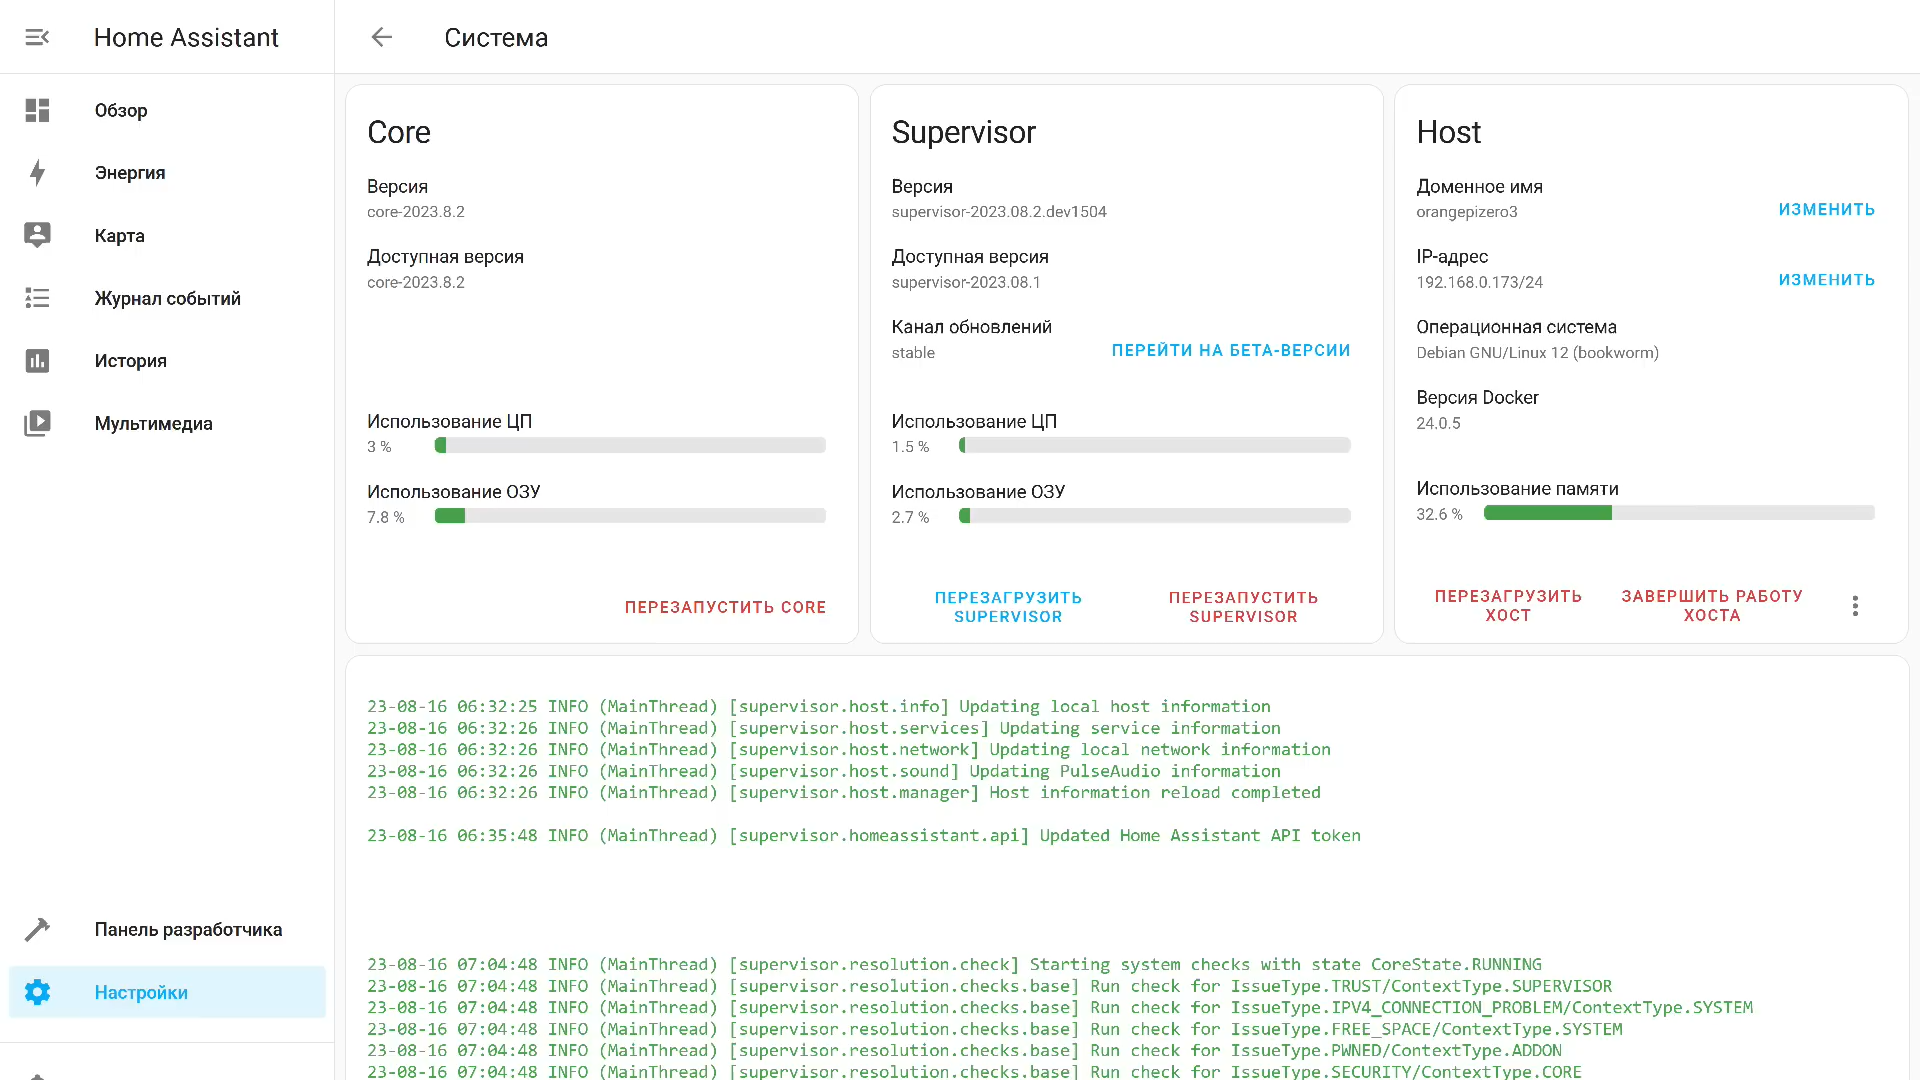 Home Assistant
Система
Обзор
Энергия
Карта
Журнал событий
История
Мультимедиа
Панель разработчика
Настройки
Core
Версия
core-2023.8.2
Доступная версия
core-2023.8.2
Использование ЦП
3 %
Использование ОЗУ
7.8 %
ПЕРЕЗАПУСТИТЬ CORE
Supervisor
Версия
supervisor-2023.08.2.dev1504
Доступная версия
supervisor-2023.08.1
Канал обновлений
stable
ПЕРЕЙТИ НА БЕТА-ВЕРСИИ
Использование ЦП
1.5 %
Использование ОЗУ
2.7 %
ПЕРЕЗАГРУЗИТЬ
SUPERVISOR
ПЕРЕЗАПУСТИТЬ
SUPERVISOR
Host
Доменное имя
orangepizero3
ИЗМЕНИТЬ
IP-адрес
192.168.0.173/24
ИЗМЕНИТЬ
Операционная система
Debian GNU/Linux 12 (bookworm)
Версия Docker
24.0.5
Использование памяти
32.6 %
ПЕРЕЗАГРУЗИТЬ
ХОСТ
ЗАВЕРШИТЬ РАБОТУ
ХОСТА
23-08-16 06:32:25 INFO (MainThread) [supervisor.host.info] Updating local host information
23-08-16 06:32:26 INFO (MainThread) [supervisor.host.services] Updating service information
23-08-16 06:32:26 INFO (MainThread) [supervisor.host.network] Updating local network information
23-08-16 06:32:26 INFO (MainThread) [supervisor.host.sound] Updating PulseAudio information
23-08-16 06:32:26 INFO (MainThread) [supervisor.host.manager] Host information reload completed
23-08-16 06:35:48 INFO (MainThread) [supervisor.homeassistant.api] Updated Home Assistant API token
23-08-16 07:04:48 INFO (MainThread) [supervisor.resolution.check] Starting system checks with state CoreState.RUNNING
23-08-16 07:04:48 INFO (MainThread) [supervisor.resolution.checks.base] Run check for IssueType.TRUST/ContextType.SUPERVISOR
23-08-16 07:04:48 INFO (MainThread) [supervisor.resolution.checks.base] Run check for IssueType.IPV4_CONNECTION_PROBLEM/ContextType.SYSTEM
23-08-16 07:04:48 INFO (MainThread) [supervisor.resolution.checks.base] Run check for IssueType.FREE_SPACE/ContextType.SYSTEM
23-08-16 07:04:48 INFO (MainThread) [supervisor.resolution.checks.base] Run check for IssueType.PWNED/ContextType.ADDON
23-08-16 07:04:48 INFO (MainThread) [supervisor.resolution.checks.base] Run check for IssueType.SECURITY/ContextType.CORE